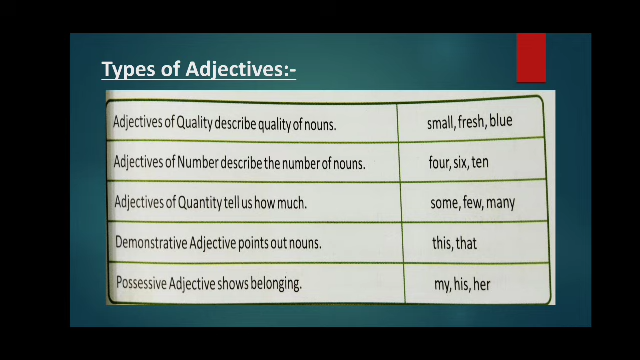 Types of Adjectives:-
Adjectives of Quality describe quality of nouns. small, fresh, blue
Adjectives of Number describe the number of nouns. four, six, ten
Adjectives of Quantity tell us how much. some, few, many
Demonstrative Adjective points out nouns. this, that
Possessive Adjective shows belonging. my, his, her